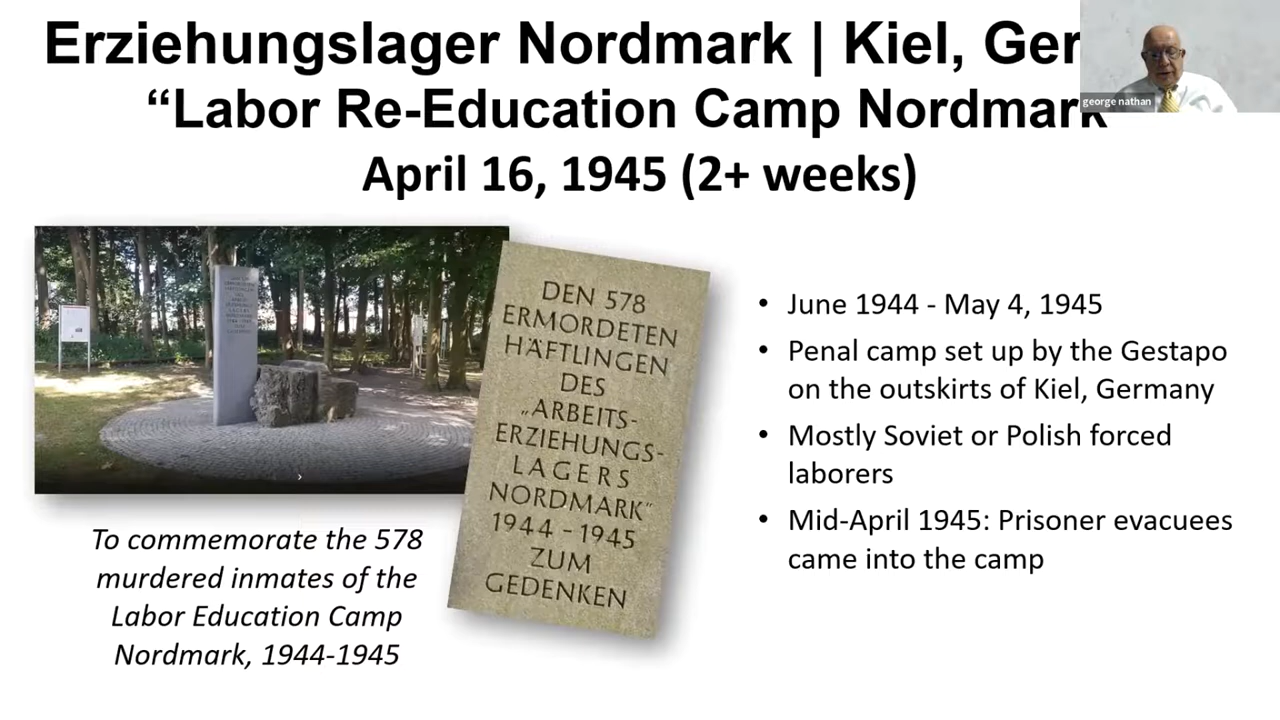 Erziehungslager Nordmark | Kiel, Ger
“Labor Re-Education Camp Nordmark
April 16, 1945 (2+ weeks)
george nathan
DEN 578
ERMORDETEN
HÄFTLINGEN
DES
„ARBEITS-
ERZIEHUNGS-
LAGERS
NORDMARK“
1944 - 1945
ZUM
GEDENKEN
To commemorate the 578
murdered inmates of the
Labor Education Camp
Nordmark, 1944-1945
• June 1944 - May 4, 1945
• Penal camp set up by the Gestapo
on the outskirts of Kiel, Germany
• Mostly Soviet or Polish forced
laborers
• Mid-April 1945: Prisoner evacuees
came into the camp